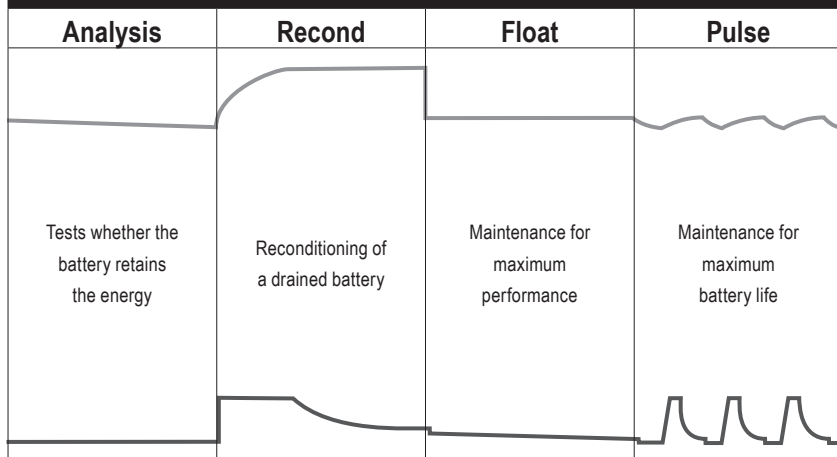 Analysis
Recond
Float
Pulse
Tests whether the
battery retains
the energy
Reconditioning of
a drained battery
Maintenance for
maximum
performance
Maintenance for
maximum
battery life